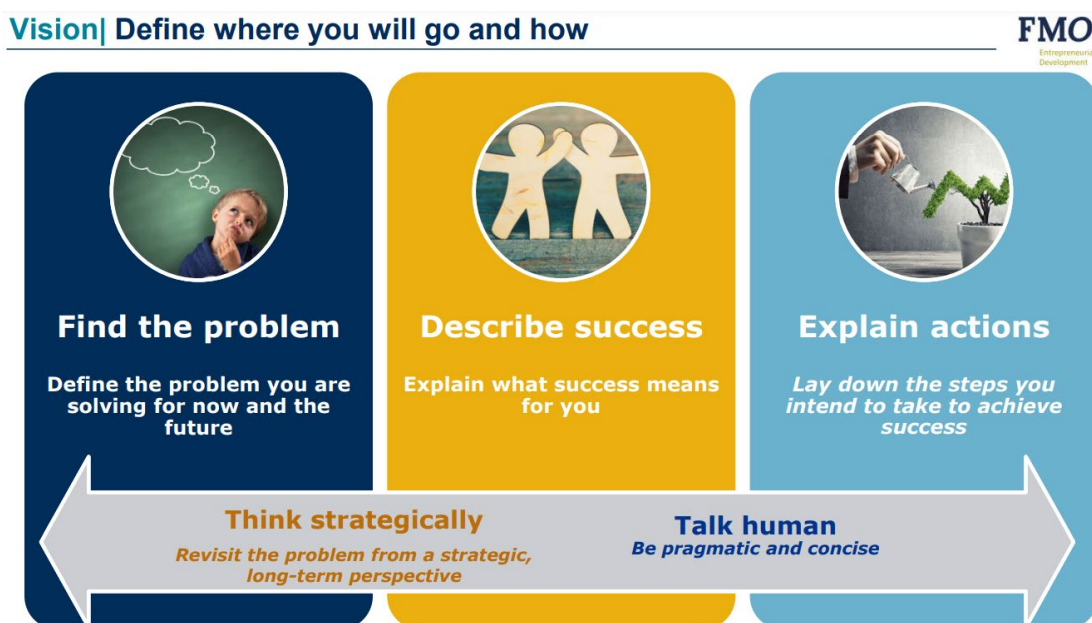 Vision| Define where you will go and how
FMO
Entrepreneurial
Development
Find the problem
Define the problem you are
solving for now and the
future
Describe success
Explain what success means
for you
Explain actions
Lay down the steps you
intend to take to achieve
success
Think strategically
Revisit the problem from a strategic,
long-term perspective
Talk human
Be pragmatic and concise